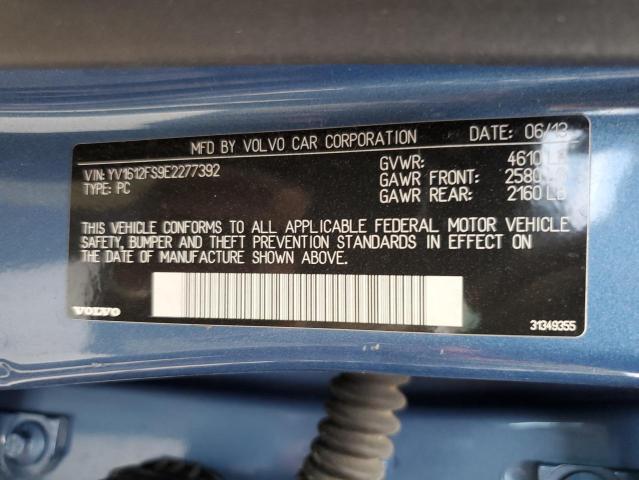 MFD BY VOLVO CAR CORPORATION DATE: 06/13
VIN: YV1612FS9E2277392 GVWR: 4610 LB
TYPE: PC GAWR FRONT: 2580 LB
GAWR REAR: 2160 LB
THIS VEHICLE CONFORMS TO ALL APPLICABLE FEDERAL MOTOR VEHICLE
SAFETY, BUMPER AND THEFT PREVENTION STANDARDS IN EFFECT ON
THE DATE OF MANUFACTURE SHOWN ABOVE.
VOLVO 31349355